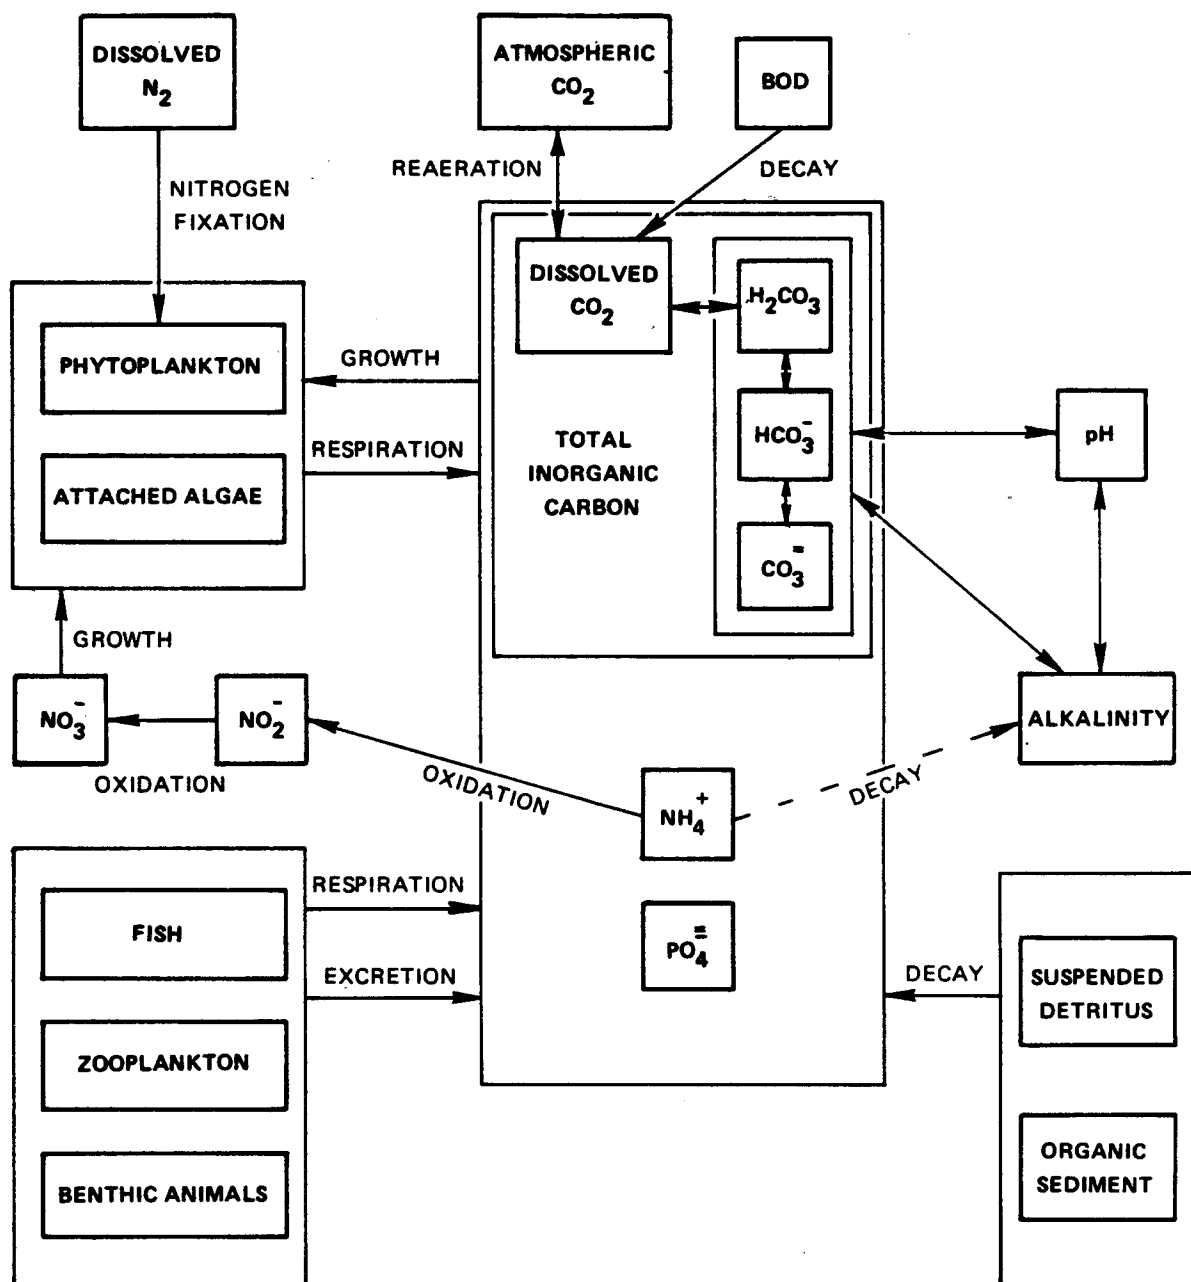 DISSOLVED
N₂
ATMOSPHERIC
CO₂
BOD
REAERATION
DECAY
NITROGEN
FIXATION
DISSOLVED
CO₂
H₂CO₃
PHYTOPLANKTON
GROWTH
HCO₃⁻
pH
TOTAL
INORGANIC
CARBON
RESPIRATION
ATTACHED ALGAE
CO₃⁼
GROWTH
NO₃⁻
NO₂⁻
ALKALINITY
OXIDATION
OXIDATION
NH₄⁺
DECAY
RESPIRATION
FISH
PO₄≡
EXCRETION
DECAY
SUSPENDED
DETRITUS
ZOOPLANKTON
ORGANIC
SEDIMENT
BENTHIC ANIMALS